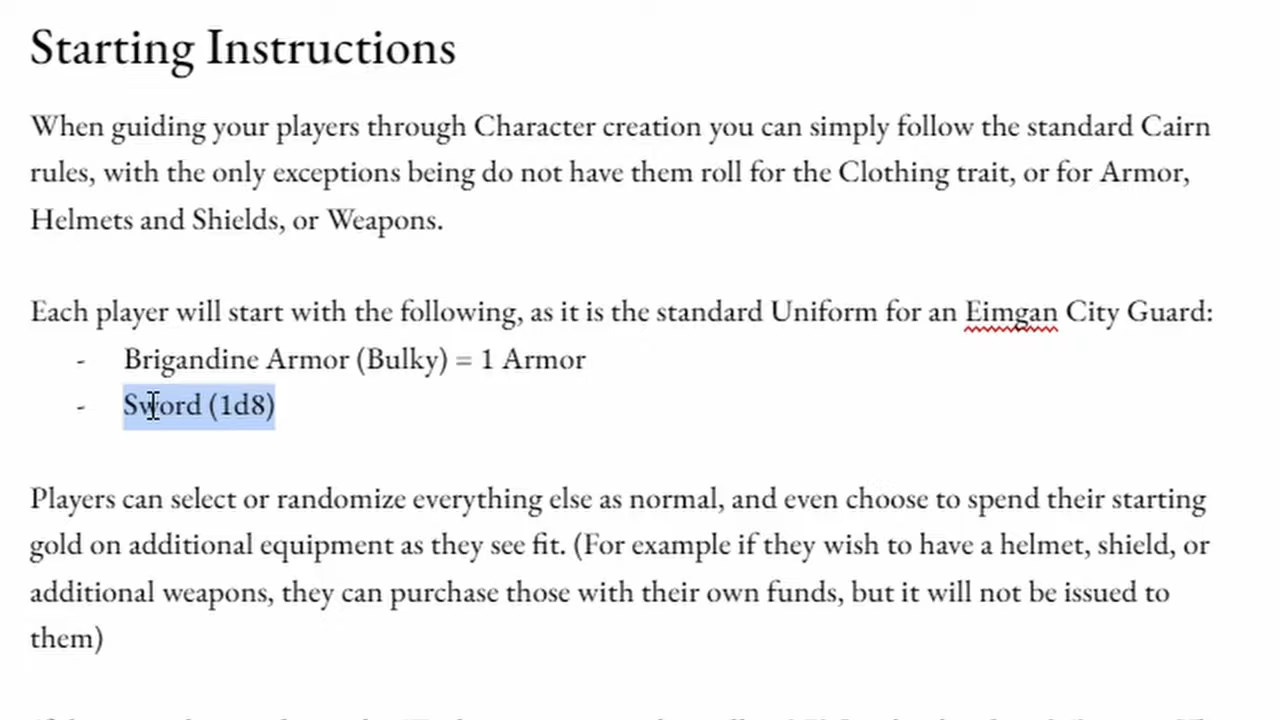 Starting Instructions
When guiding your players through Character creation you can simply follow the standard Cairn
rules, with the only exceptions being do not have them roll for the Clothing trait, or for Armor,
Helmets and Shields, or Weapons.
Each player will start with the following, as it is the standard Uniform for an Eimgan City Guard:
- Brigandine Armor (Bulky) = 1 Armor
- Sword (1d8)
Players can select or randomize everything else as normal, and even choose to spend their starting
gold on additional equipment as they see fit. (For example if they wish to have a helmet, shield, or
additional weapons, they can purchase those with their own funds, but it will not be issued to
them)